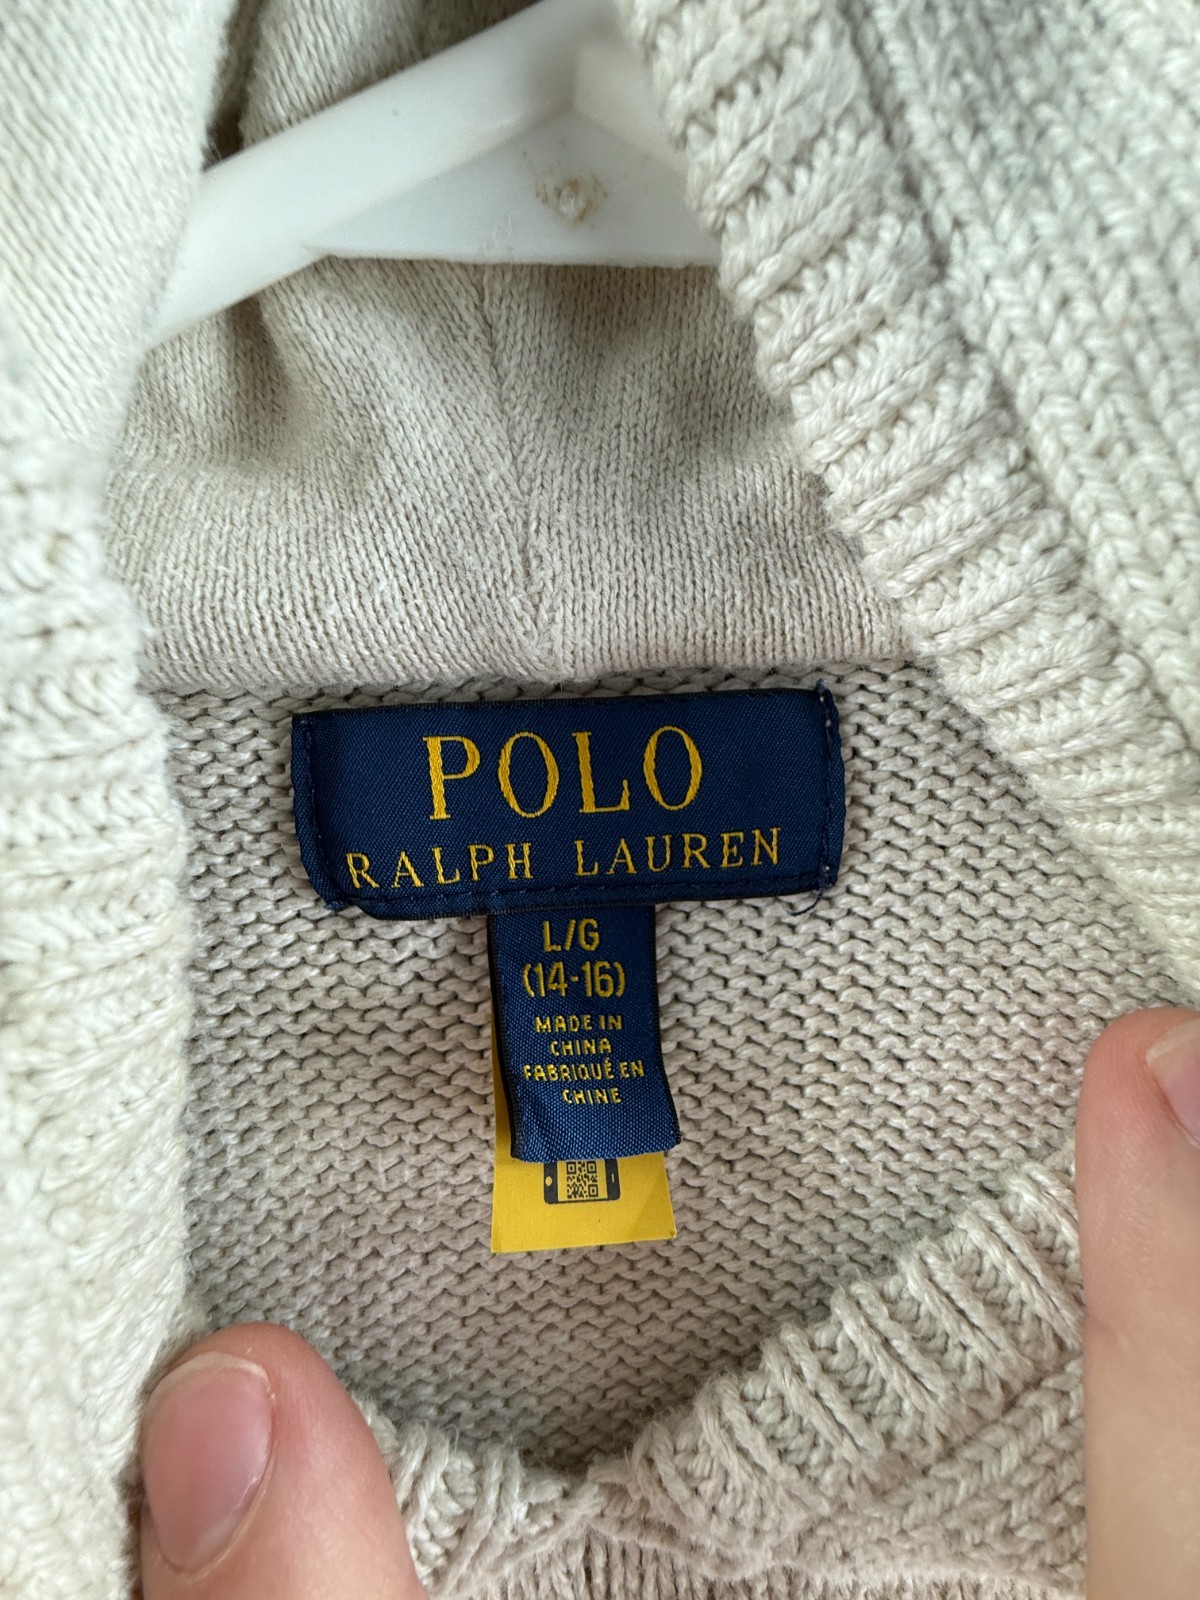 POLO
RALPH LAUREN
L/G
(14-16)
MADE IN
CHINA
FABRIQUÉ EN
CHINE